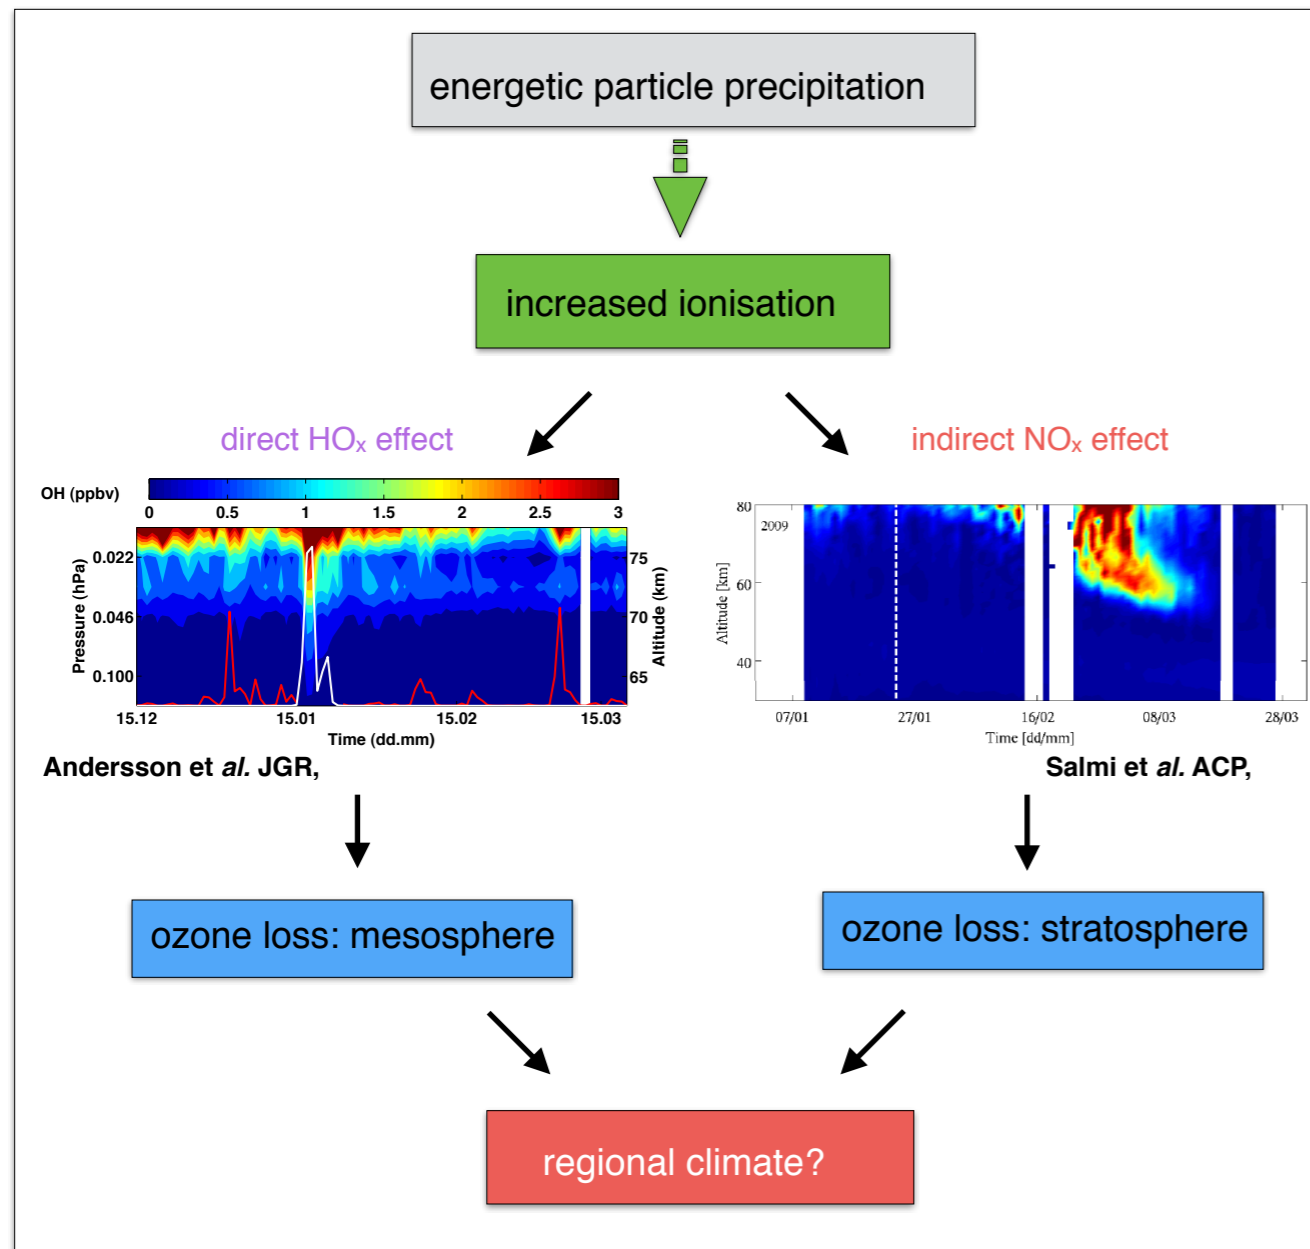 energetic particle precipitation
increased ionisation
direct HOₓ effect
indirect NOₓ effect
OH (ppbv)
0 0.5 1 1.5 2 2.5 3
Pressure (hPa)
0.022
0.046
0.100
75
70
65
Altitude (km)
15.12 15.01 15.02 15.03
Time (dd.mm)
2009
Altitude [km]
80
60
40
07/01 27/01 16/02 08/03 28/03
Time [dd/mm]
Andersson et al. JGR,
Salmi et al. ACP,
ozone loss: mesosphere
ozone loss: stratosphere
regional climate?